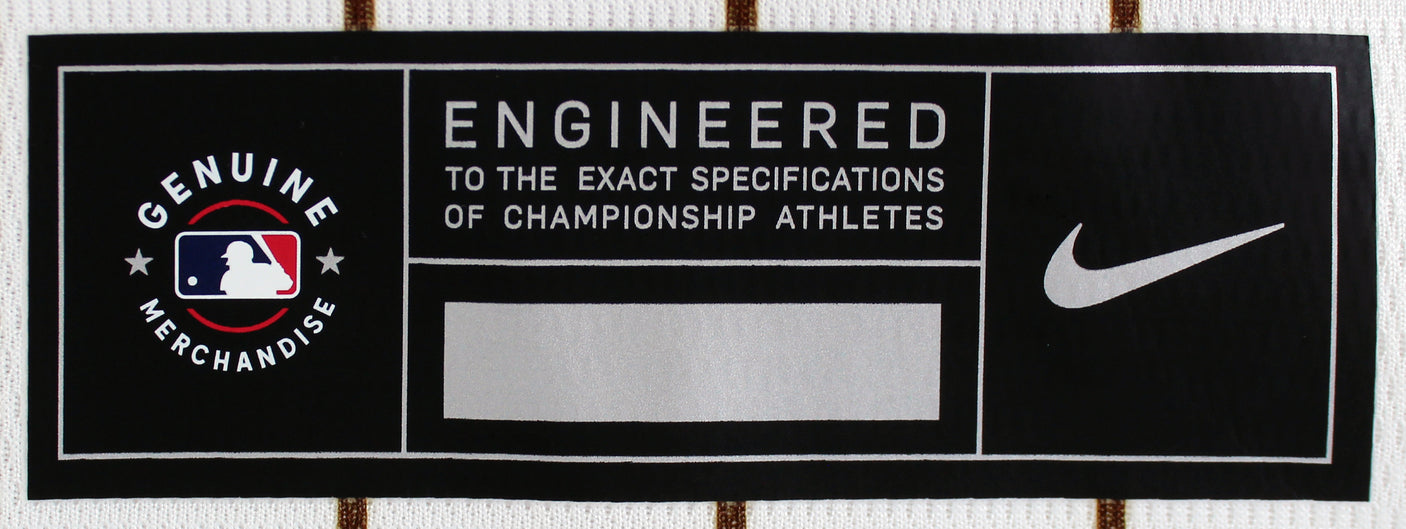 GENUINE
MERCHANDISE
ENGINEERED
TO THE EXACT SPECIFICATIONS
OF CHAMPIONSHIP ATHLETES